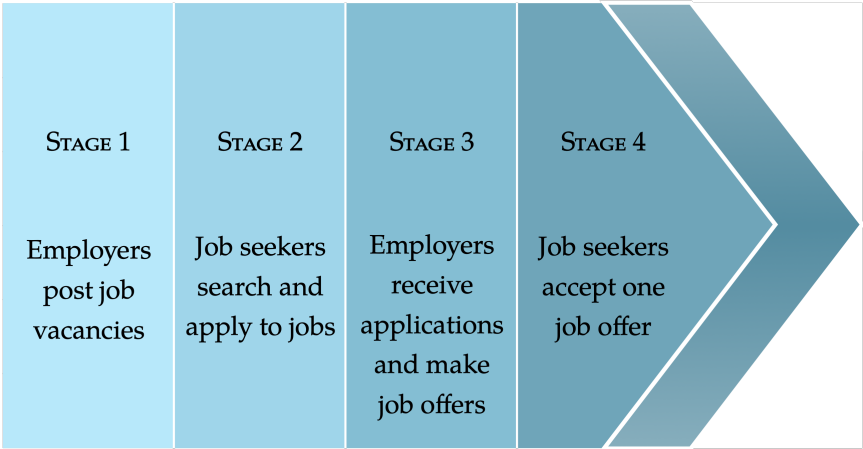 Stage 1
Employers
post job
vacancies
Stage 2
Job seekers
search and
apply to jobs
Stage 3
Employers
receive
applications
and make
job offers
Stage 4
Job seekers
accept one
job offer